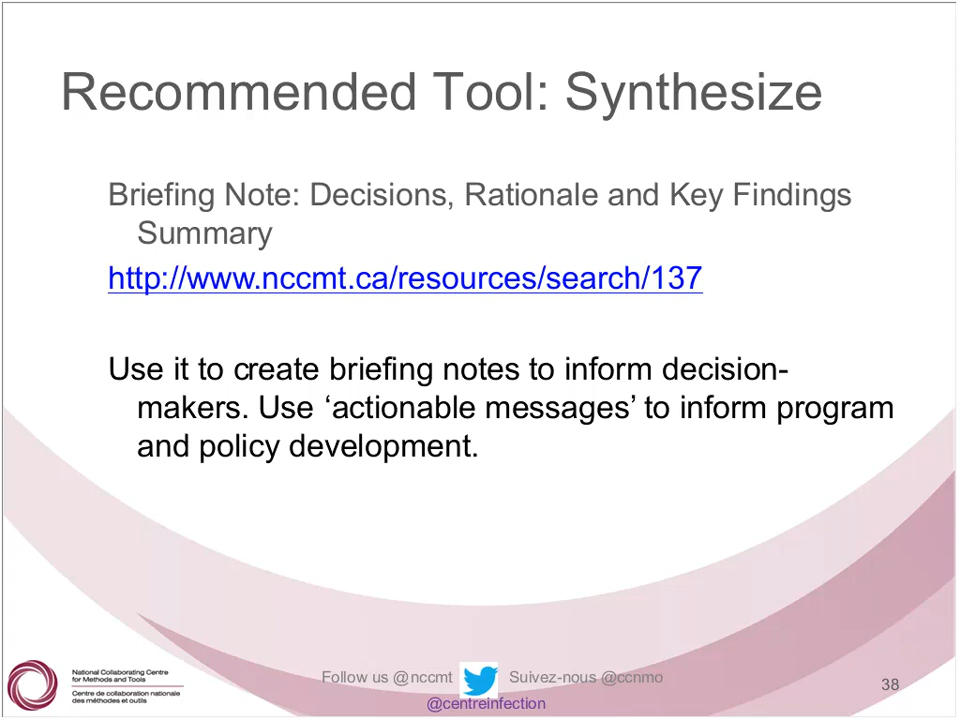 Recommended Tool: Synthesize
Briefing Note: Decisions, Rationale and Key Findings
Summary
http://www.nccmt.ca/resources/search/137
Use it to create briefing notes to inform decision-
makers. Use ‘actionable messages’ to inform program
and policy development.
National Collaborating Centre
for Methods and Tools
Centre de collaboration nationale
des méthodes et outils
Follow us @nccmt Suivez-nous @ccnmo
@centreinfection
38